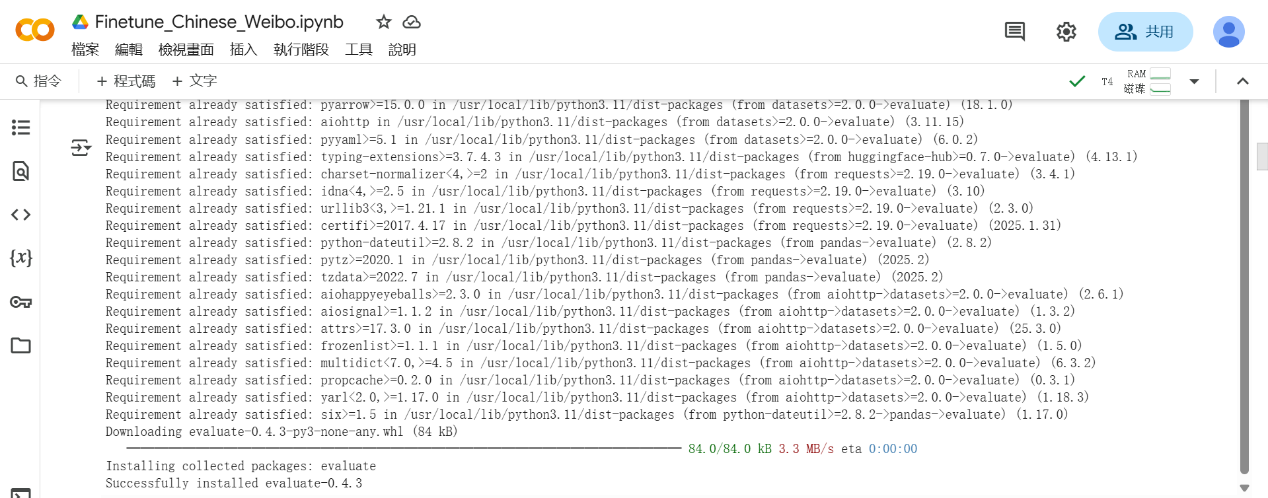 Finetune_Chinese_Weibo.ipynb
檔案 編輯 檢視畫面 插入 執行階段 工具 說明
共用
指令 + 程式碼 + 文字
T4 RAM 磁碟
Requirement already satisfied: pyarrow>=15.0.0 in /usr/local/lib/python3.11/dist-packages (from datasets>=2.0.0->evaluate) (18.1.0)
Requirement already satisfied: aiohttp in /usr/local/lib/python3.11/dist-packages (from datasets>=2.0.0->evaluate) (3.11.15)
Requirement already satisfied: pyyaml>=5.1 in /usr/local/lib/python3.11/dist-packages (from datasets>=2.0.0->evaluate) (6.0.2)
Requirement already satisfied: typing-extensions>=3.7.4.3 in /usr/local/lib/python3.11/dist-packages (from huggingface-hub>=0.7.0->evaluate) (4.13.1)
Requirement already satisfied: charset-normalizer<4,>=2 in /usr/local/lib/python3.11/dist-packages (from requests>=2.19.0->evaluate) (3.4.1)
Requirement already satisfied: idna<4,>=2.5 in /usr/local/lib/python3.11/dist-packages (from requests>=2.19.0->evaluate) (3.10)
Requirement already satisfied: urllib3<3,>=1.21.1 in /usr/local/lib/python3.11/dist-packages (from requests>=2.19.0->evaluate) (2.3.0)
Requirement already satisfied: certifi>=2017.4.17 in /usr/local/lib/python3.11/dist-packages (from requests>=2.19.0->evaluate) (2025.1.31)
Requirement already satisfied: python-dateutil>=2.8.2 in /usr/local/lib/python3.11/dist-packages (from pandas->evaluate) (2.8.2)
Requirement already satisfied: pytz>=2020.1 in /usr/local/lib/python3.11/dist-packages (from pandas->evaluate) (2025.2)
Requirement already satisfied: tzdata>=2022.7 in /usr/local/lib/python3.11/dist-packages (from pandas->evaluate) (2025.2)
Requirement already satisfied: aiohappyeyeballs>=2.3.0 in /usr/local/lib/python3.11/dist-packages (from aiohttp->datasets>=2.0.0->evaluate) (2.6.1)
Requirement already satisfied: aiosignal>=1.1.2 in /usr/local/lib/python3.11/dist-packages (from aiohttp->datasets>=2.0.0->evaluate) (1.3.2)
Requirement already satisfied: attrs>=17.3.0 in /usr/local/lib/python3.11/dist-packages (from aiohttp->datasets>=2.0.0->evaluate) (25.3.0)
Requirement already satisfied: frozenlist>=1.1.1 in /usr/local/lib/python3.11/dist-packages (from aiohttp->datasets>=2.0.0->evaluate) (1.5.0)
Requirement already satisfied: multidict<7.0,>=4.5 in /usr/local/lib/python3.11/dist-packages (from aiohttp->datasets>=2.0.0->evaluate) (6.3.2)
Requirement already satisfied: propcache>=0.2.0 in /usr/local/lib/python3.11/dist-packages (from aiohttp->datasets>=2.0.0->evaluate) (0.3.1)
Requirement already satisfied: yarl<2.0,>=1.17.0 in /usr/local/lib/python3.11/dist-packages (from aiohttp->datasets>=2.0.0->evaluate) (1.18.3)
Requirement already satisfied: six>=1.5 in /usr/local/lib/python3.11/dist-packages (from python-dateutil>=2.8.2->pandas->evaluate) (1.17.0)
Downloading evaluate-0.4.3-py3-none-any.whl (84 kB)
84.0/84.0 kB 3.3 MB/s eta 0:00:00
Installing collected packages: evaluate
Successfully installed evaluate-0.4.3